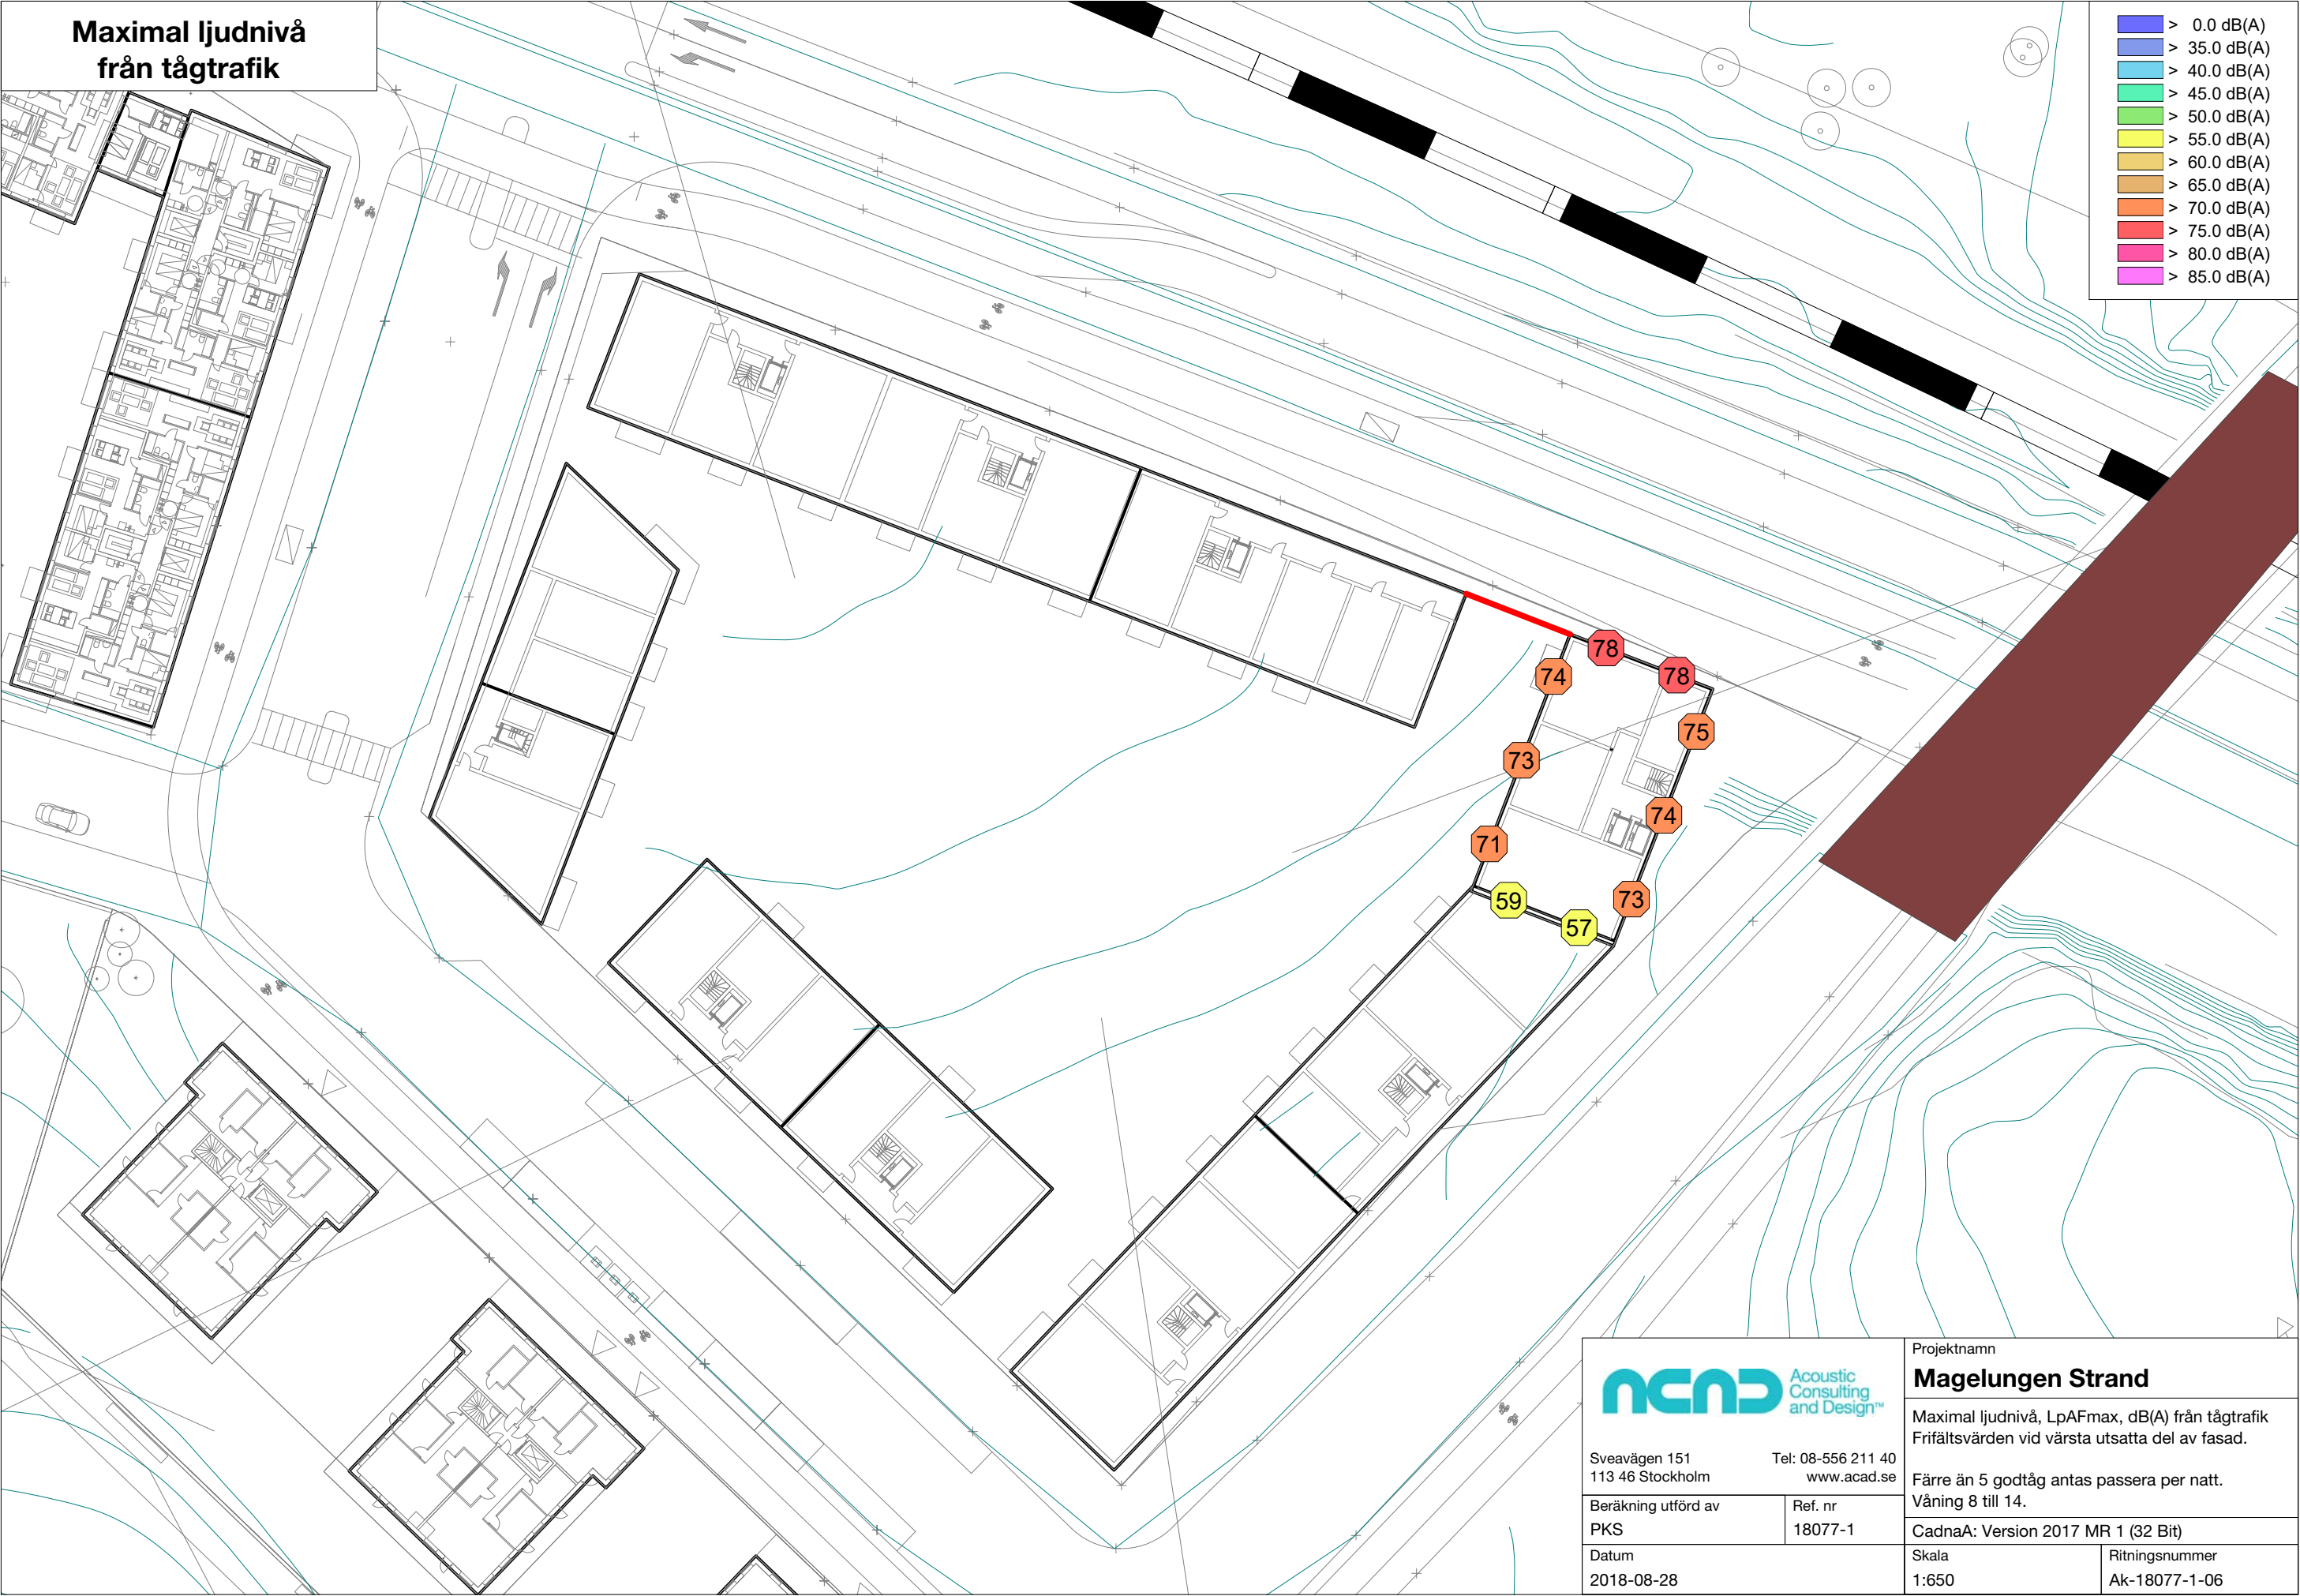 Maximal ljudnivå
från tågtrafik
> 0.0 dB(A)
> 35.0 dB(A)
> 40.0 dB(A)
> 45.0 dB(A)
> 50.0 dB(A)
> 55.0 dB(A)
> 60.0 dB(A)
> 65.0 dB(A)
> 70.0 dB(A)
> 75.0 dB(A)
> 80.0 dB(A)
> 85.0 dB(A)
78
74
78
75
73
74
71
59
73
57
acad Acoustic
Consulting
and Design™
Sveavägen 151 Tel: 08-556 211 40
113 46 Stockholm www.acad.se
Beräkning utförd av Ref. nr
PKS 18077-1
Datum
2018-08-28
Projektnamn
Magelungen Strand
Maximal ljudnivå, LpAFmax, dB(A) från tågtrafik
Frifältsvärden vid värsta utsatta del av fasad.
Färre än 5 godtåg antas passera per natt.
Våning 8 till 14.
CadnaA: Version 2017 MR 1 (32 Bit)
Skala Ritningsnummer
1:650 Ak-18077-1-06